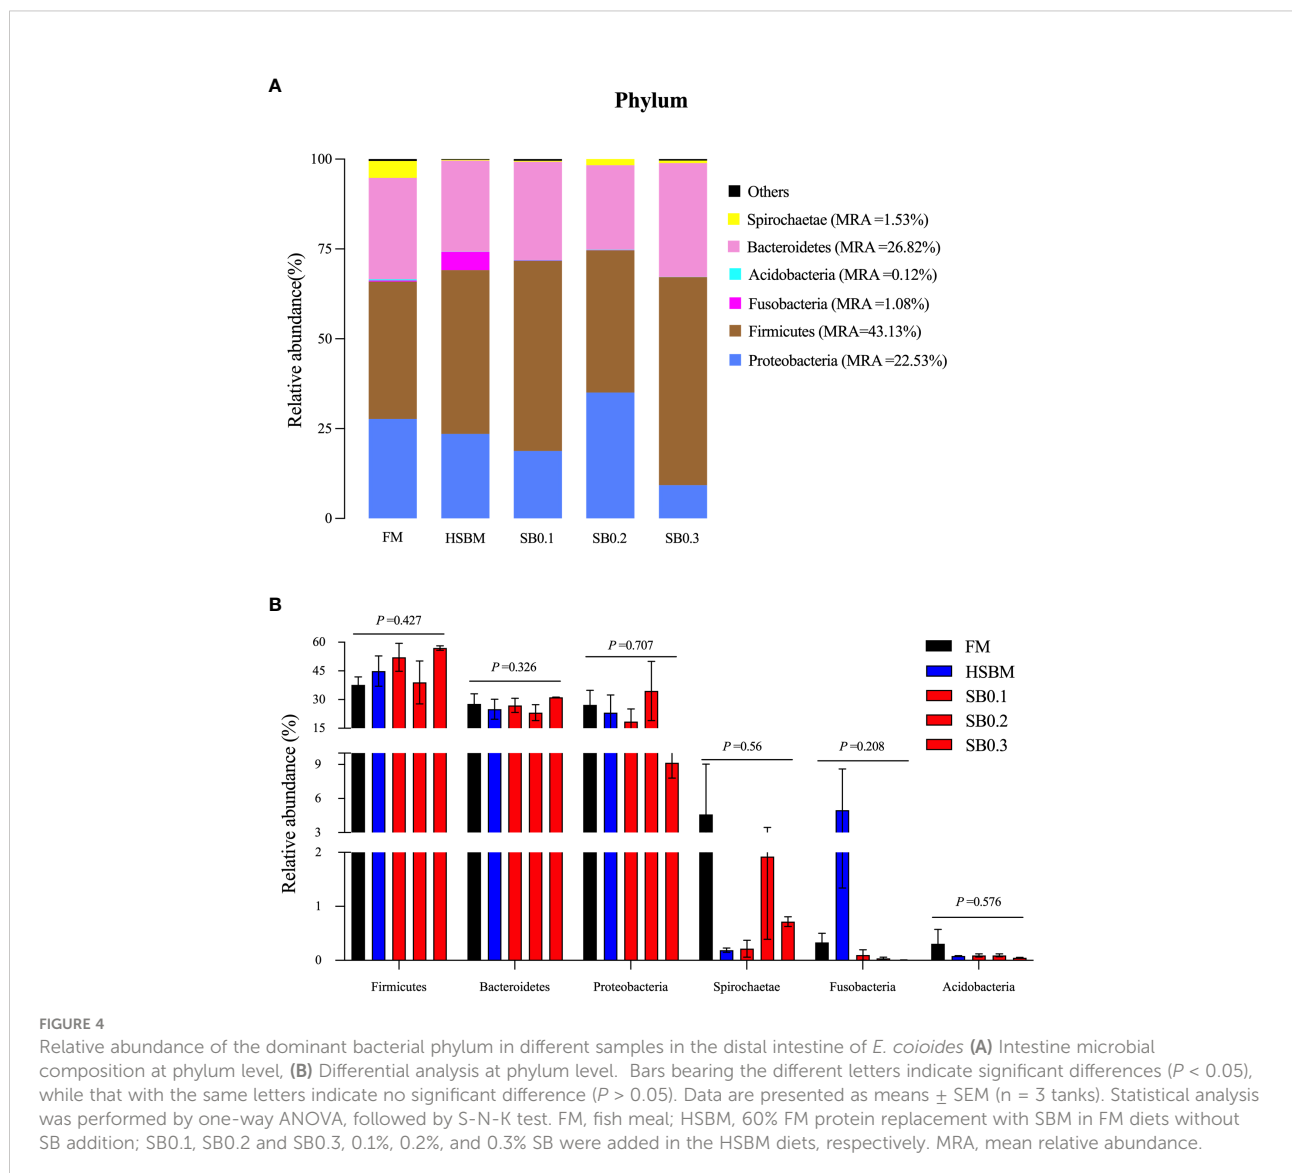 A
Phylum
100
75
50
25
0
Relative abundance(%)
FM
HSBM
SB0.1
SB0.2
SB0.3
Others
Spirochaetae (MRA =1.53%)
Bacteroidetes (MRA =26.82%)
Acidobacteria (MRA =0.12%)
Fusobacteria (MRA =1.08%)
Firmicutes (MRA=43.13%)
Proteobacteria (MRA =22.53%)
B
P =0.427
P =0.326
P =0.707
P =0.56
P =0.208
P =0.576
60
45
30
15
9
6
3
2
1
0
Relative abundance (%)
Firmicutes
Bacteroidetes
Proteobacteria
Spirochaetae
Fusobacteria
Acidobacteria
FM
HSBM
SB0.1
SB0.2
SB0.3
FIGURE 4
Relative abundance of the dominant bacterial phylum in different samples in the distal intestine of E. coioides (A) Intestine microbial
composition at phylum level, (B) Differential analysis at phylum level. Bars bearing the different letters indicate significant differences (P < 0.05),
while that with the same letters indicate no significant difference (P > 0.05). Data are presented as means ± SEM (n = 3 tanks). Statistical analysis
was performed by one-way ANOVA, followed by S-N-K test. FM, fish meal; HSBM, 60% FM protein replacement with SBM in FM diets without
SB addition; SB0.1, SB0.2 and SB0.3, 0.1%, 0.2%, and 0.3% SB were added in the HSBM diets, respectively. MRA, mean relative abundance.